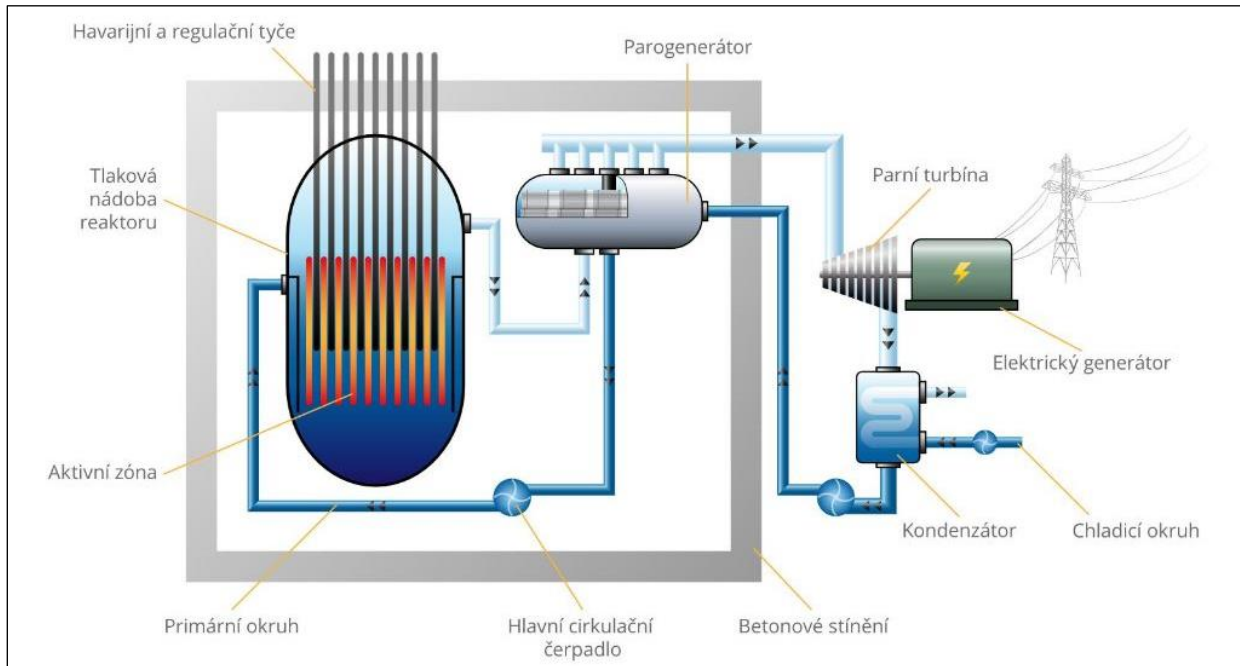 Havarijní a regulační tyče
Parogenerátor
Tlaková
nádoba
reaktoru
Parní turbína
Elektrický generátor
Aktivní zóna
Kondenzátor
Chladicí okruh
Primární okruh
Hlavní cirkulační
čerpadlo
Betonové stínění